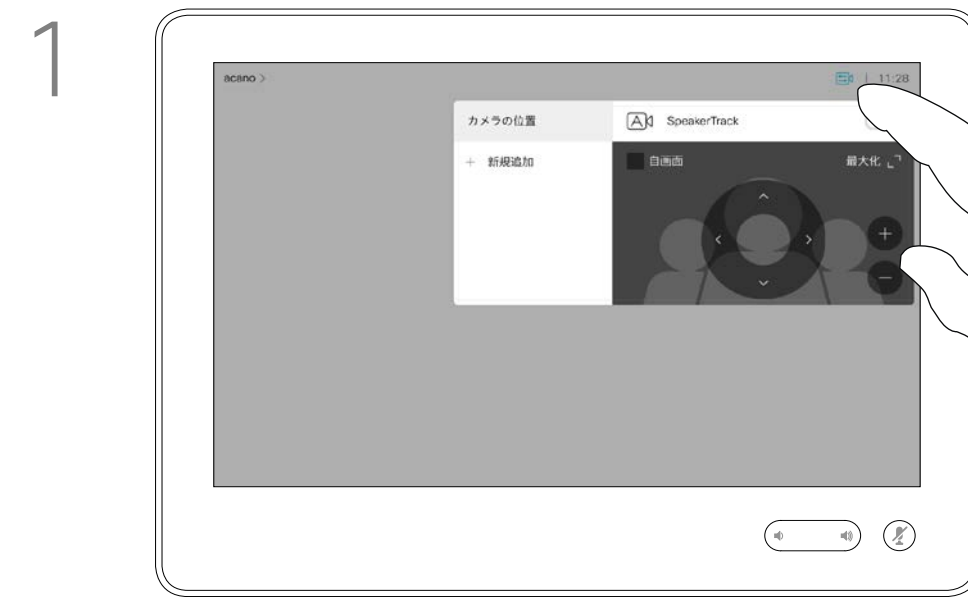 1
acano >
11:28
カメラの位置
SpeakerTrack
+ 新規追加
自画面
最大化